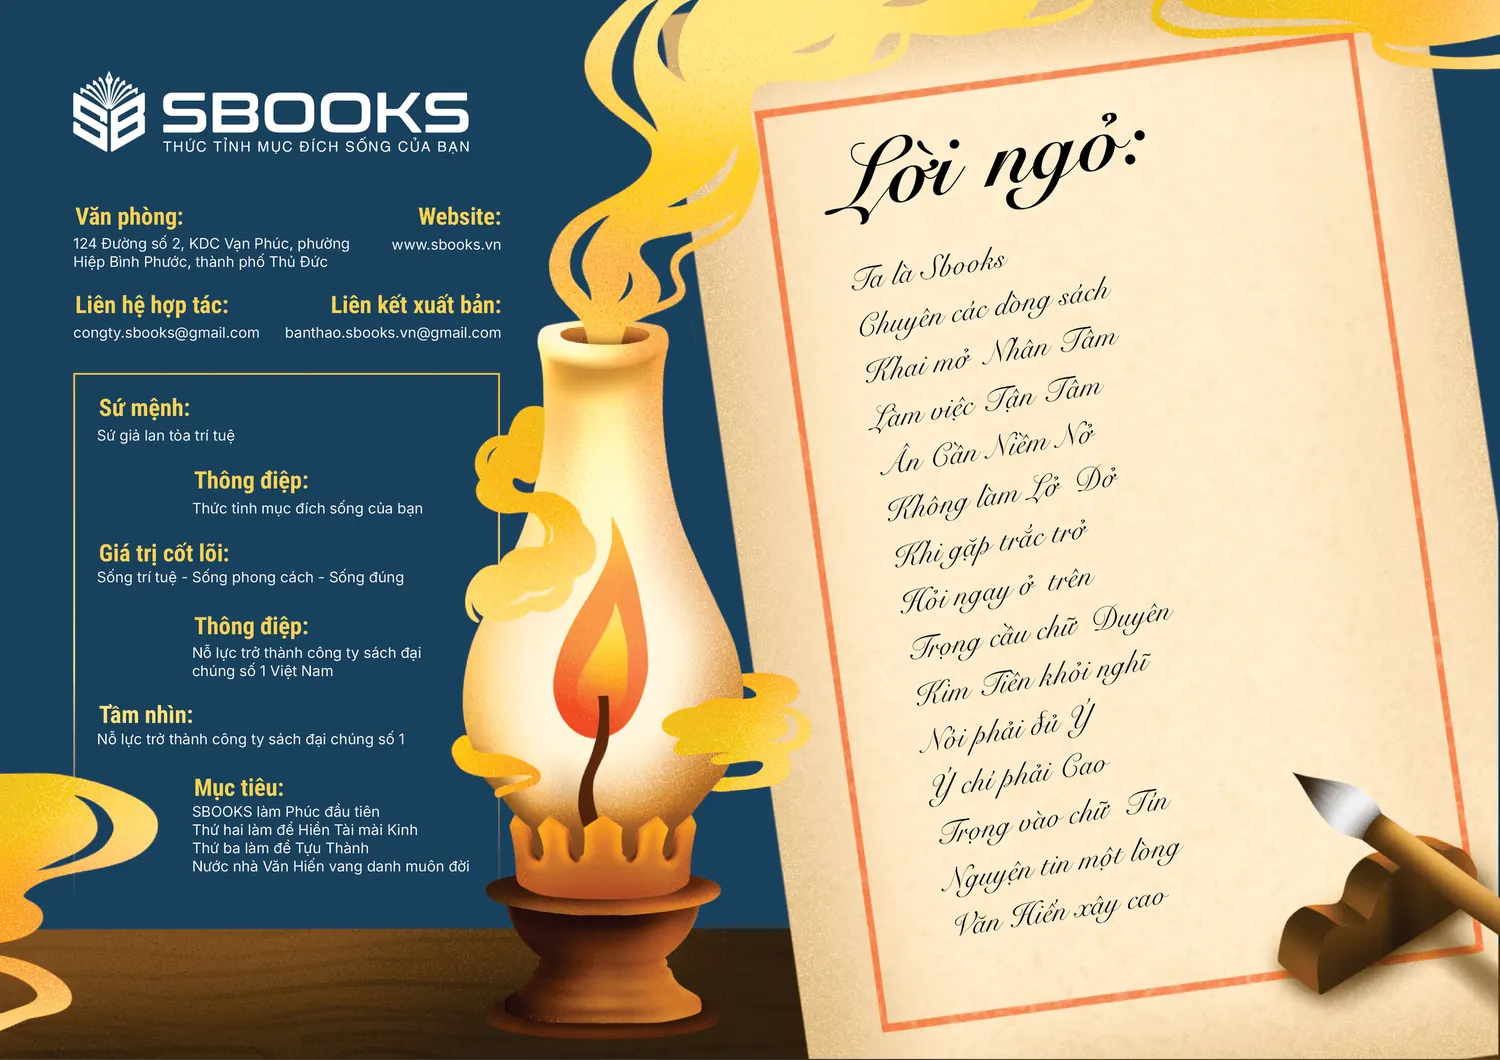 SBOOKS
THỨC TỈNH MỤC ĐÍCH SỐNG CỦA BẠN
Văn phòng:
124 Đường số 2, KDC Vạn Phúc, phường
Hiệp Bình Phước, thành phố Thủ Đức
Website:
www.sbooks.vn
Liên hệ hợp tác:
congty.sbooks@gmail.com
Liên kết xuất bản:
banthao.sbooks.vn@gmail.com
Sứ mệnh:
Sứ giả lan tỏa trí tuệ
Thông điệp:
Thức tỉnh mục đích sống của bạn
Giá trị cốt lõi:
Sống trí tuệ - Sống phong cách - Sống đúng
Thông điệp:
Nỗ lực trở thành công ty sách đại
chúng số 1 Việt Nam
Tầm nhìn:
Nỗ lực trở thành công ty sách đại chúng số 1
Mục tiêu:
SBOOKS làm Phúc đầu tiên
Thứ hai làm để Hiền Tài mài Kinh
Thứ ba làm để Tựu Thành
Nước nhà Văn Hiến vang danh muôn đời
Lời ngỏ:
Ta là Sbooks
Chuyên các dòng sách
Khai mở Nhân Tâm
Làm việc Tận Tâm
Ân Cần Niềm Nở
Không làm Lở Dở
Khi gặp trắc trở
Hỏi ngay ở trên
Trọng cầu chữ Duyên
Kim Tiền khỏi nghĩ
Nói phải đủ Ý
Ý chí phải Cao
Trọng vào chữ Tín
Nguyện tin một lòng
Văn Hiến xây cao